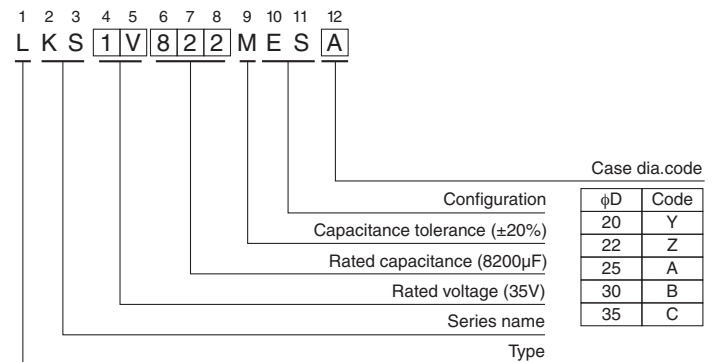 1 2 3 4 5 6 7 8 9 10 11 12
L K S 1 V 8 2 2 M E S A
Case dia.code
Configuration
Capacitance tolerance (±20%)
Rated capacitance (8200µF)
Rated voltage (35V)
Series name
Type
ϕD Code
20 Y
22 Z
25 A
30 B
35 C